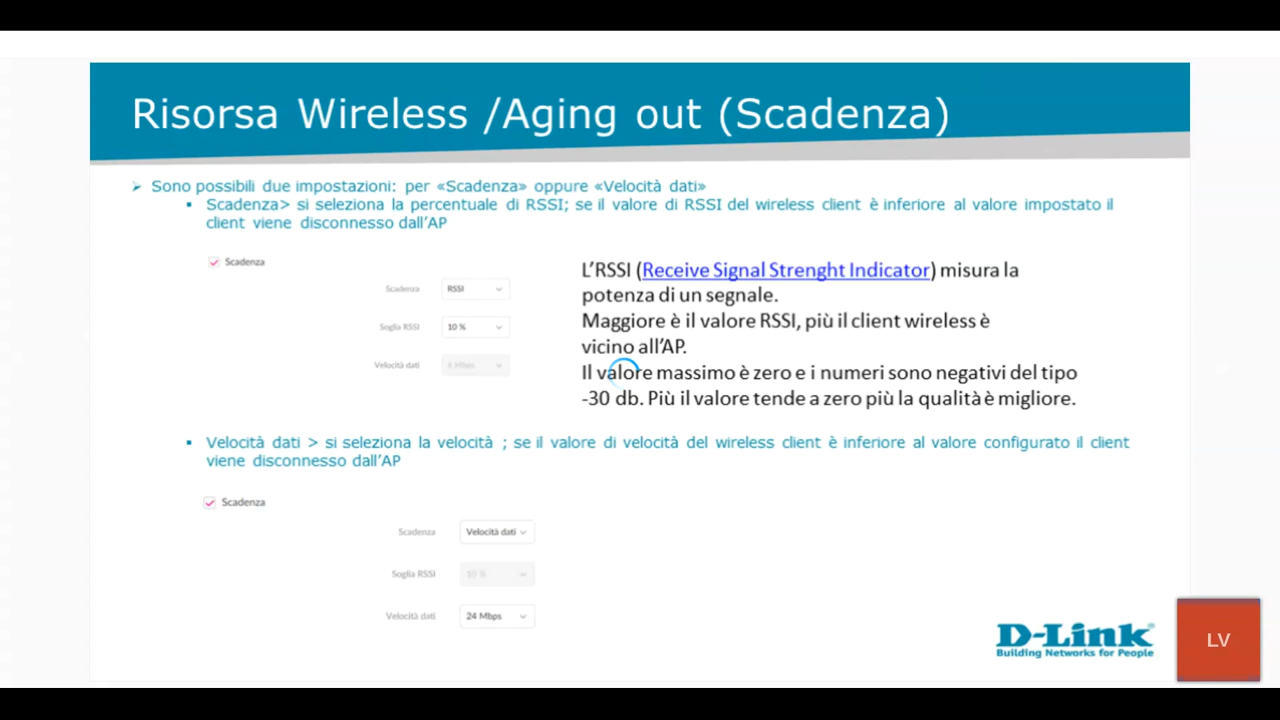 Risorsa Wireless /Aging out (Scadenza)
➢ Sono possibili due impostazioni: per «Scadenza» oppure «Velocità dati»
▪ Scadenza> si seleziona la percentuale di RSSI; se il valore di RSSI del wireless client è inferiore al valore impostato il
client viene disconnesso dall'AP
Scadenza
Scadenza RSSI
Soglia RSSI 10 %
Velocità dati 6 Mbps
L'RSSI (Receive Signal Strenght Indicator) misura la
potenza di un segnale.
Maggiore è il valore RSSI, più il client wireless è
vicino all'AP.
Il valore massimo è zero e i numeri sono negativi del tipo
-30 db. Più il valore tende a zero più la qualità è migliore.
▪ Velocità dati > si seleziona la velocità ; se il valore di velocità del wireless client è inferiore al valore configurato il client
viene disconnesso dall'AP
Scadenza
Scadenza Velocità dati
Soglia RSSI 10 %
Velocità dati 24 Mbps
D-Link®
Building Networks for People
LV